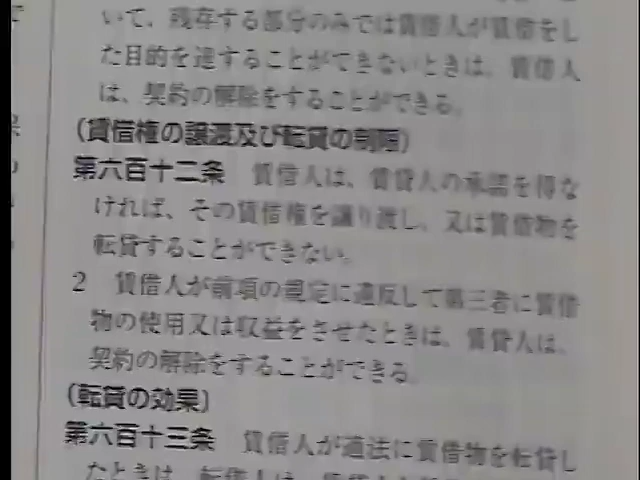 いて、残存する部分のみでは賃借人が賃借をし
た目的を達することができないときは、賃借人
は、契約の解除をすることができる。
(賃借権の譲渡及び転貸の制限)
第六百十二条 賃借人は、賃貸人の承諾を得な
ければ、その賃借権を譲り渡し、又は賃借物を
転貸することができない。
2 賃借人が前項の規定に違反して第三者に賃借
物の使用又は収益をさせたときは、賃貸人は、
契約の解除をすることができる。
(転貸の効果)
第六百十三条 賃借人が適法に賃借物を転貸し
たときは、転借人は、